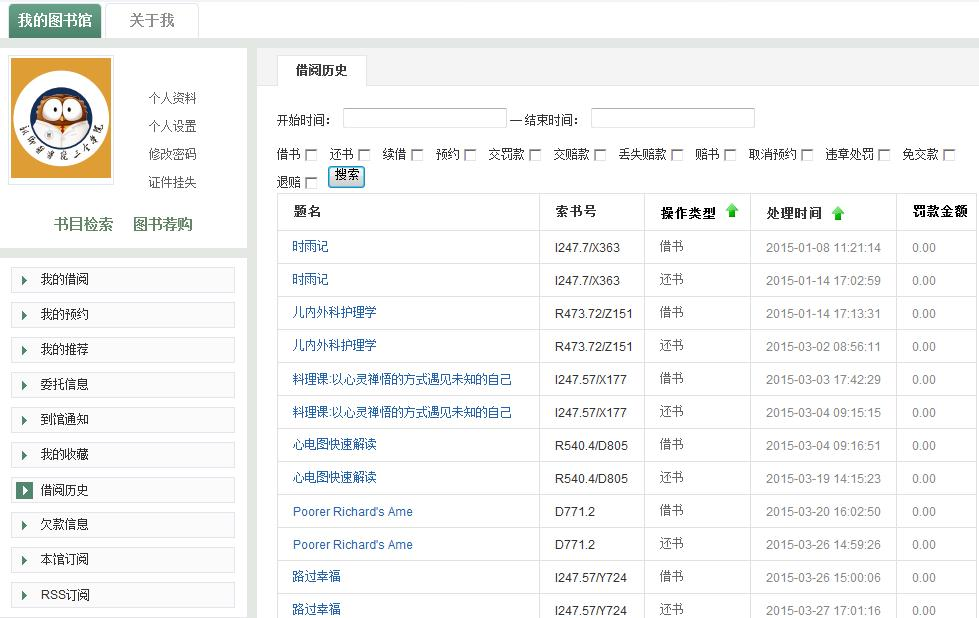 我的图书馆 关于我
个人资料
个人设置
修改密码
证件挂失
书目检索 图书荐购
我的借阅
我的预约
我的推荐
委托信息
到馆通知
我的收藏
借阅历史
欠款信息
本馆订阅
RSS订阅
借阅历史
开始时间: —结束时间:
借书 还书 续借 预约 交罚款 交赔款 丢失赔款 赔书 取消预约 违章处罚 免交款
退赔 搜索
题名 索书号 操作类型 处理时间 罚款金额
时雨记 I247.7/X363 借书 2015-01-08 11:21:14 0.00
时雨记 I247.7/X363 还书 2015-01-14 17:02:59 0.00
儿内外科护理学 R473.72/Z151 借书 2015-01-14 17:13:31 0.00
儿内外科护理学 R473.72/Z151 还书 2015-03-02 08:56:11 0.00
料理课:以心灵禅悟的方式遇见未知的自己 I247.57/X177 借书 2015-03-03 17:42:29 0.00
料理课:以心灵禅悟的方式遇见未知的自己 I247.57/X177 还书 2015-03-04 09:15:15 0.00
心电图快速解读 R540.4/D805 借书 2015-03-04 09:16:51 0.00
心电图快速解读 R540.4/D805 还书 2015-03-19 14:15:23 0.00
Poorer Richard's Ame D771.2 借书 2015-03-20 16:02:50 0.00
Poorer Richard's Ame D771.2 还书 2015-03-26 14:59:26 0.00
路过幸福 I247.57/Y724 借书 2015-03-26 15:00:06 0.00
路过幸福 I247.57/Y724 还书 2015-03-27 17:01:16 0.00